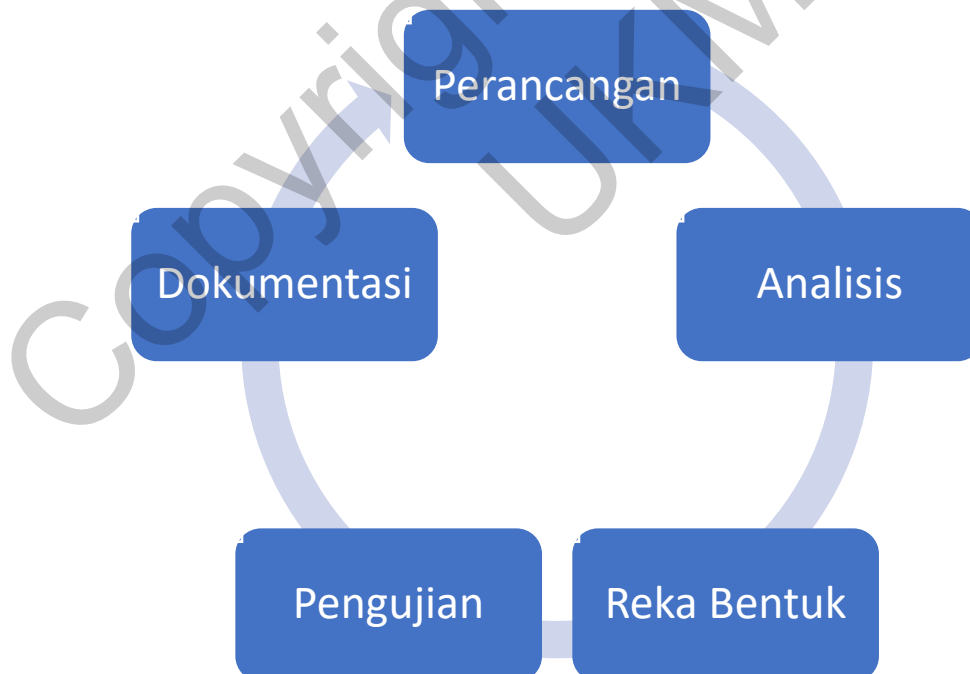 Perancangan
Analisis
Reka Bentuk
Pengujian
Dokumentasi